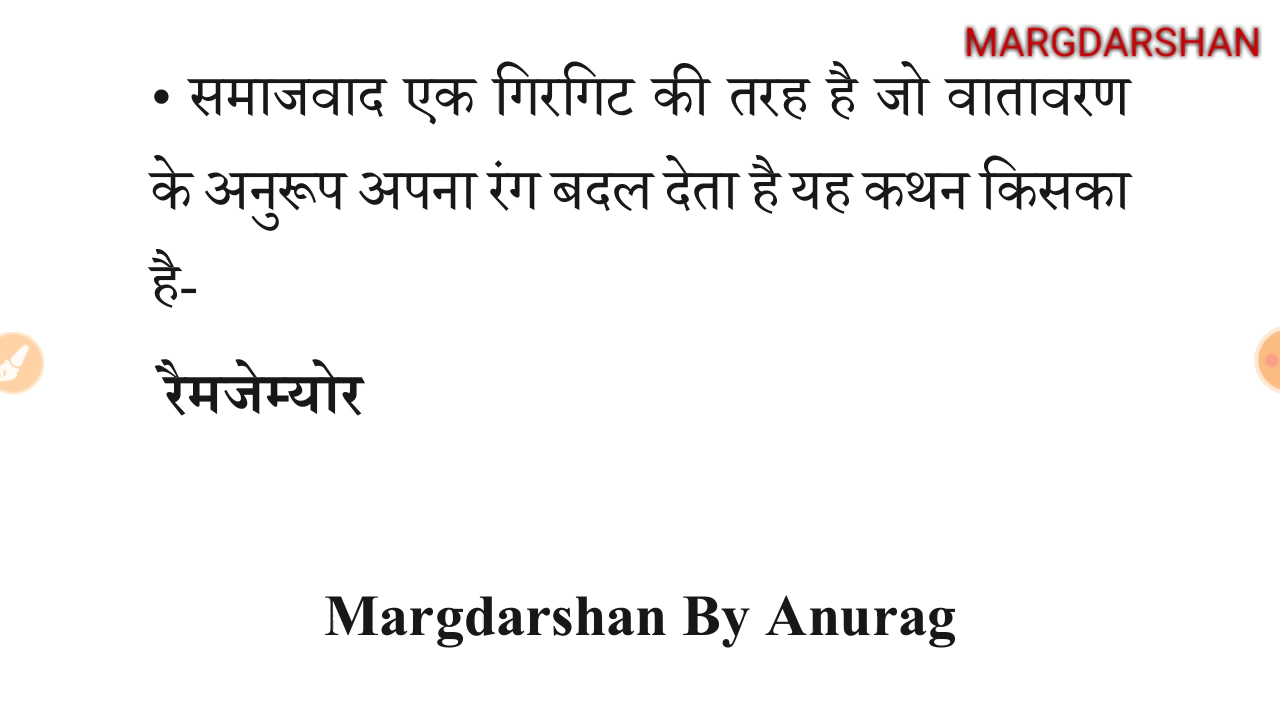 MARGDARSHAN
• समाजवाद एक गिरगिट की तरह है जो वातावरण
के अनुरूप अपना रंग बदल देता है यह कथन किसका
है-
रैमजेम्योर
Margdarshan By Anurag